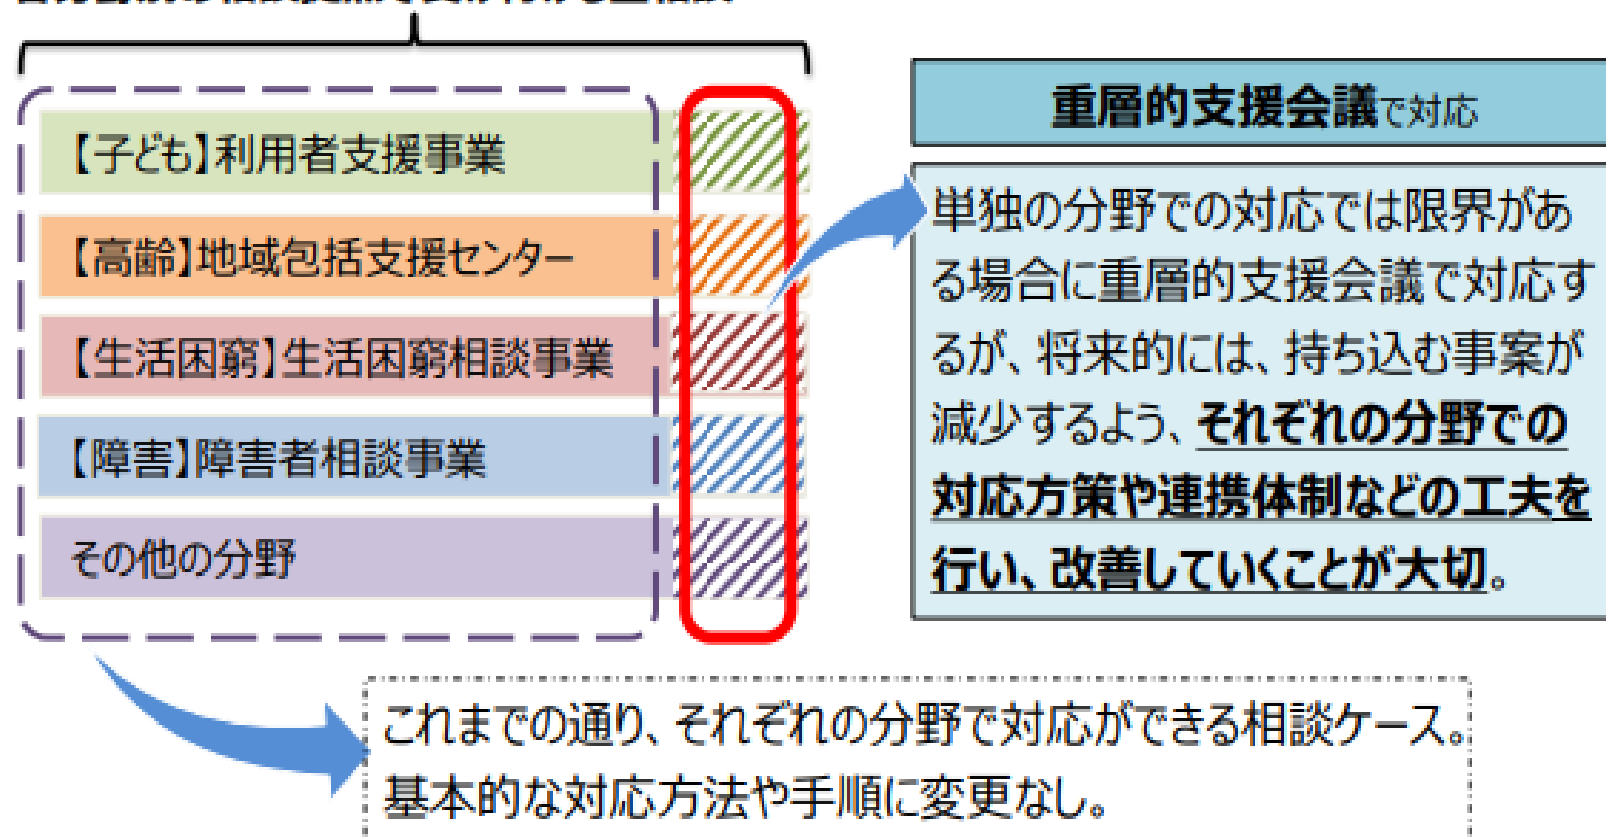 【子ども】利用者支援事業
【高齢】地域包括支援センター
【生活困窮】生活困窮相談事業
【障害】障害者相談事業
その他の分野
重層的支援会議で対応
単独の分野での対応では限界があ
る場合に重層的支援会議で対応す
るが、将来的には、持ち込む事案が
減少するよう、それぞれの分野での
対応方策や連携体制などの工夫を
行い、改善していくことが大切。
これまでの通り、それぞれの分野で対応ができる相談ケース。
基本的な対応方法や手順に変更なし。